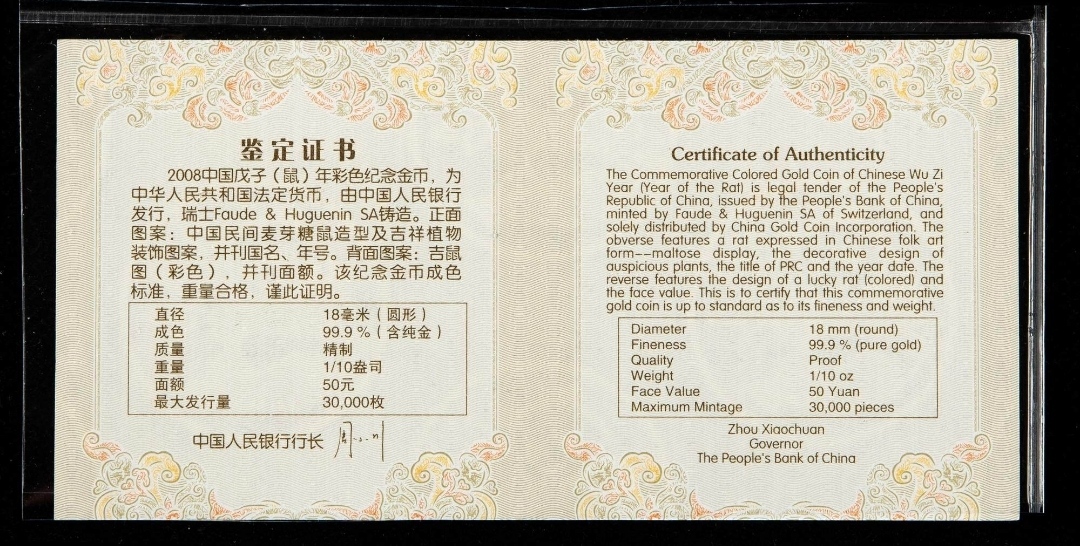 鉴定证书
2008中国戊子（鼠）年彩色纪念金币，为
中华人民共和国法定货币，由中国人民银行
发行，瑞士Faude & Huguenin SA铸造。正面
图案：中国民间麦芽糖鼠造型及吉祥植物
装饰图案，并刊国名、年号。背面图案：吉鼠
图（彩色），并刊面额。该纪念金币成色
标准，重量合格，谨此证明。
直径 18毫米（圆形）
成色 99.9％（含纯金）
质量 精制
重量 1/10盎司
面额 50元
最大发行量 30,000枚
中国人民银行行长
Certificate of Authenticity
The Commemorative Colored Gold Coin of Chinese Wu Zi
Year (Year of the Rat) is legal tender of the People's
Republic of China, issued by the People's Bank of China,
minted by Faude & Huguenin SA of Switzerland, and
solely distributed by China Gold Coin Incorporation. The
obverse features a rat expressed in Chinese folk art
form--maltose display, the decorative design of
auspicious plants, the title of PRC and the year date. The
reverse features the design of a lucky rat (colored) and
the face value. This is to certify that this commemorative
gold coin is up to standard as to its fineness and weight.
Diameter 18 mm (round)
Fineness 99.9 % (pure gold)
Quality Proof
Weight 1/10 oz
Face Value 50 Yuan
Maximum Mintage 30,000 pieces
Zhou Xiaochuan
Governor
The People's Bank of China